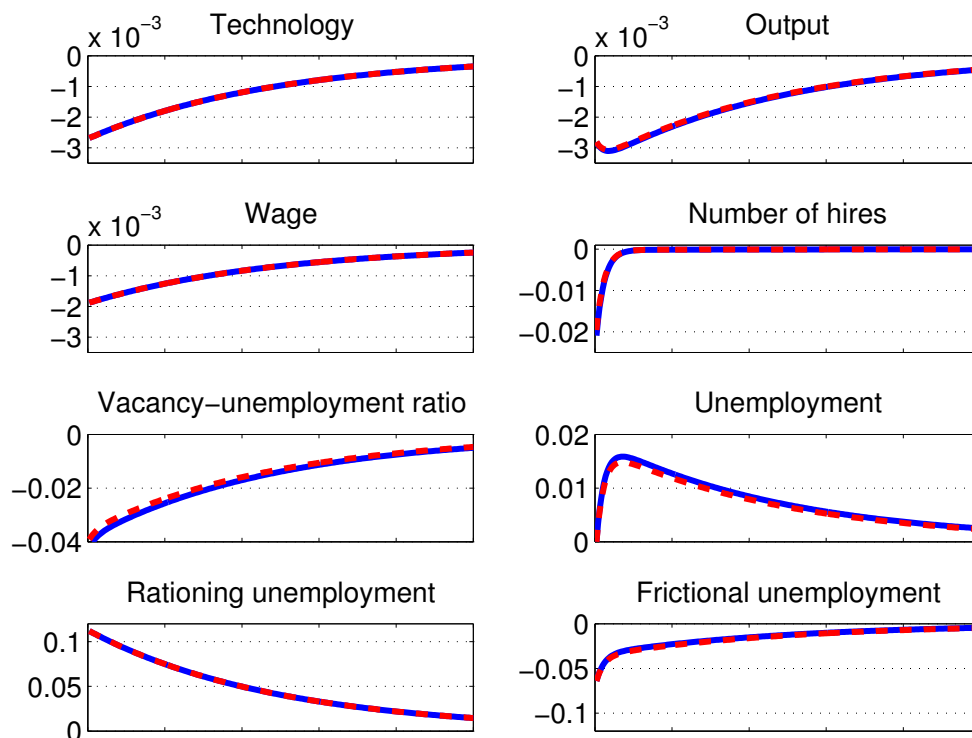 Technology
x 10⁻³
0
−1
−2
−3
Output
x 10⁻³
0
−1
−2
−3
Wage
x 10⁻³
0
−1
−2
−3
Number of hires
0
−0.01
−0.02
Vacancy−unemployment ratio
0
−0.02
−0.04
Unemployment
0.02
0.01
0
Rationing unemployment
0.1
0.05
0
Frictional unemployment
0
−0.05
−0.1